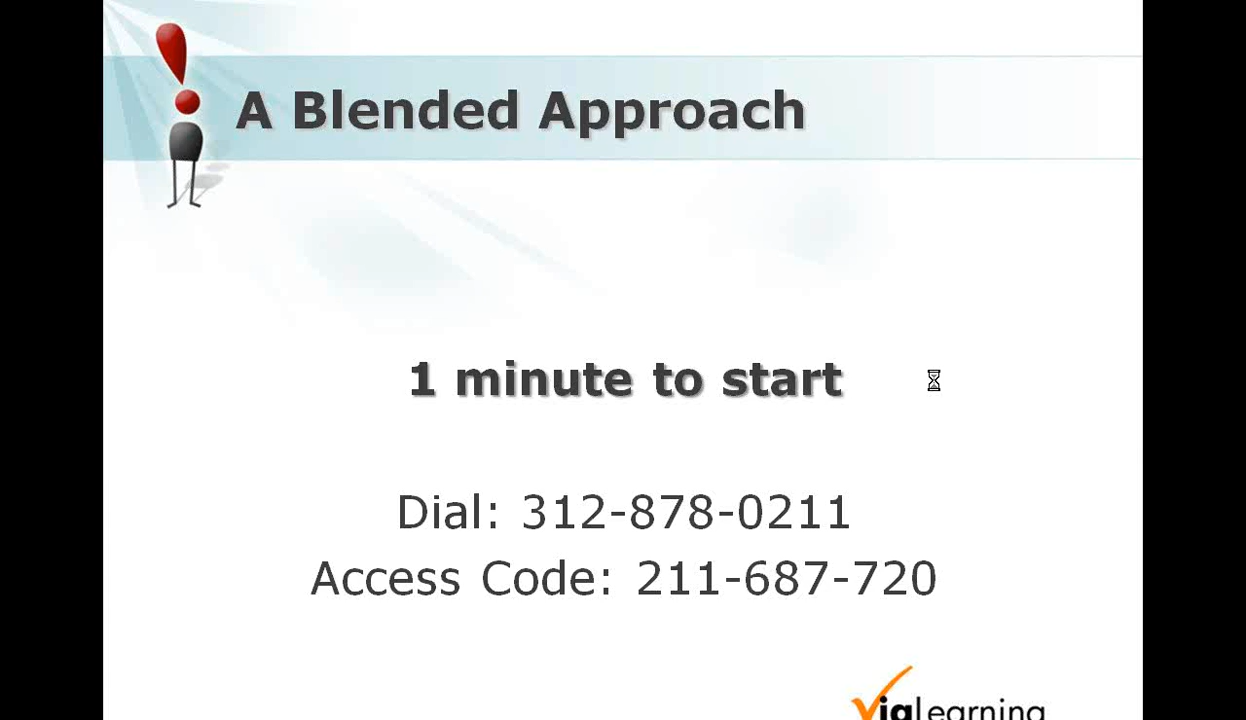 A Blended Approach
1 minute to start
Dial: 312-878-0211
Access Code: 211-687-720
ViaLearning